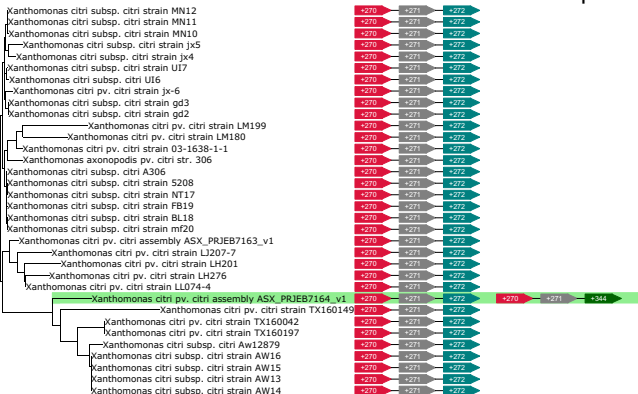 Xanthomonas citri subsp. citri strain MN12 +270 +271 +272
Xanthomonas citri subsp. citri strain MN11 +270 +271 +272
Xanthomonas citri subsp. citri strain MN10 +270 +271 +272
Xanthomonas citri subsp. citri strain jx5 +270 +271 +272
Xanthomonas citri subsp. citri strain jx4 +270 +271 +272
Xanthomonas citri subsp. citri strain UI7 +270 +271 +272
Xanthomonas citri subsp. citri UI6 +270 +271 +272
Xanthomonas citri pv. citri strain jx-6 +270 +271 +272
Xanthomonas citri subsp. citri strain gd3 +270 +271 +272
Xanthomonas citri subsp. citri strain gd2 +270 +271 +272
Xanthomonas citri pv. citri strain LM199 +270 +271 +272
Xanthomonas citri pv. citri strain LM180 +270 +271 +272
Xanthomonas citri pv. citri strain 03-1638-1-1 +270 +271 +272
Xanthomonas axonopodis pv. citri str. 306 +270 +271 +272
Xanthomonas citri subsp. citri A306 +270 +271 +272
Xanthomonas citri subsp. citri strain 5208 +270 +271 +272
Xanthomonas citri subsp. citri strain NT17 +270 +271 +272
Xanthomonas citri subsp. citri strain FB19 +270 +271 +272
Xanthomonas citri subsp. citri strain BL18 +270 +271 +272
Xanthomonas citri subsp. citri strain mf20 +270 +271 +272
Xanthomonas citri pv. citri assembly ASX_PRJEB7163_v1 +270 +271 +272
Xanthomonas citri pv. citri strain LJ207-7 +270 +271 +272
Xanthomonas citri pv. citri strain LH201 +270 +271 +272
Xanthomonas citri pv. citri strain LH276 +270 +271 +272
Xanthomonas citri pv. citri strain LL074-4 +270 +271 +272
Xanthomonas citri pv. citri assembly ASX_PRJEB7164_v1 +270 +271 +272 +270 +271 +344
Xanthomonas citri pv. citri strain TX160149 +270 +271 +272
Xanthomonas citri pv. citri strain TX160042 +270 +271 +272
Xanthomonas citri pv. citri strain TX160197 +270 +271 +272
Xanthomonas citri subsp. citri Aw12879 +270 +271 +272
Xanthomonas citri subsp. citri strain AW16 +270 +271 +272
Xanthomonas citri subsp. citri strain AW15 +270 +271 +272
Xanthomonas citri subsp. citri strain AW13 +270 +271 +272
Xanthomonas citri subsp. citri strain AW14 +270 +271 +272